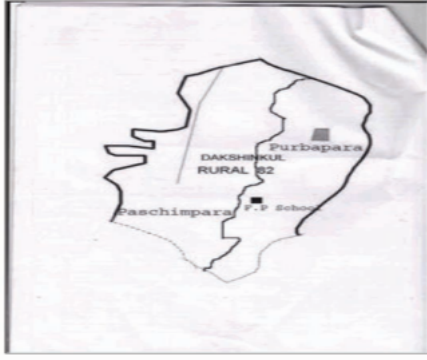 Purbapara
DAKSHINKUL
RURAL 82
Paschimpara
F.P School